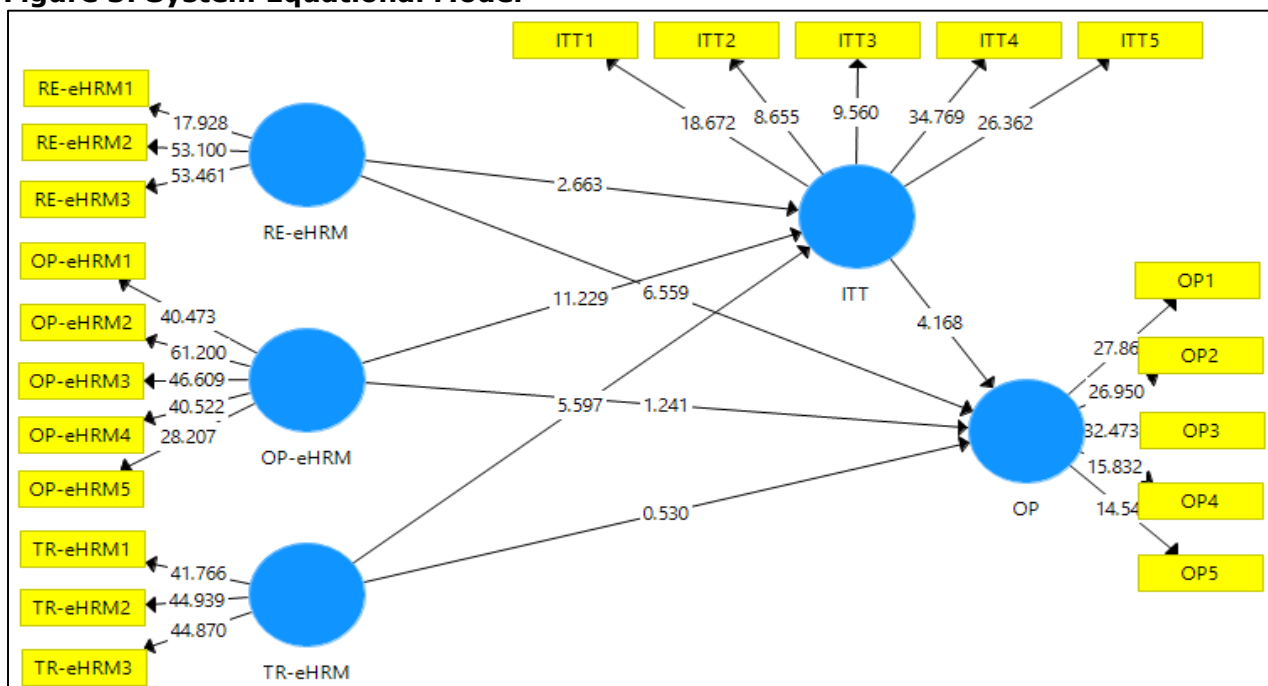 Figure 3: System Equational Model
ITT1 ITT2 ITT3 ITT4 ITT5
18.672 8.655 9.560 34.769 26.362
RE-eHRM1
RE-eHRM2
RE-eHRM3
17.928
53.100
53.461
RE-eHRM
OP-eHRM1
OP-eHRM2
OP-eHRM3
OP-eHRM4
OP-eHRM5
40.473
61.200
46.609
40.522
28.207
OP-eHRM
TR-eHRM1
TR-eHRM2
TR-eHRM3
41.766
44.939
44.870
TR-eHRM
2.663
11.229
6.559
5.597
1.241
0.530
ITT
4.168
OP
27.86
26.950
32.473
15.832
14.54
OP1
OP2
OP3
OP4
OP5